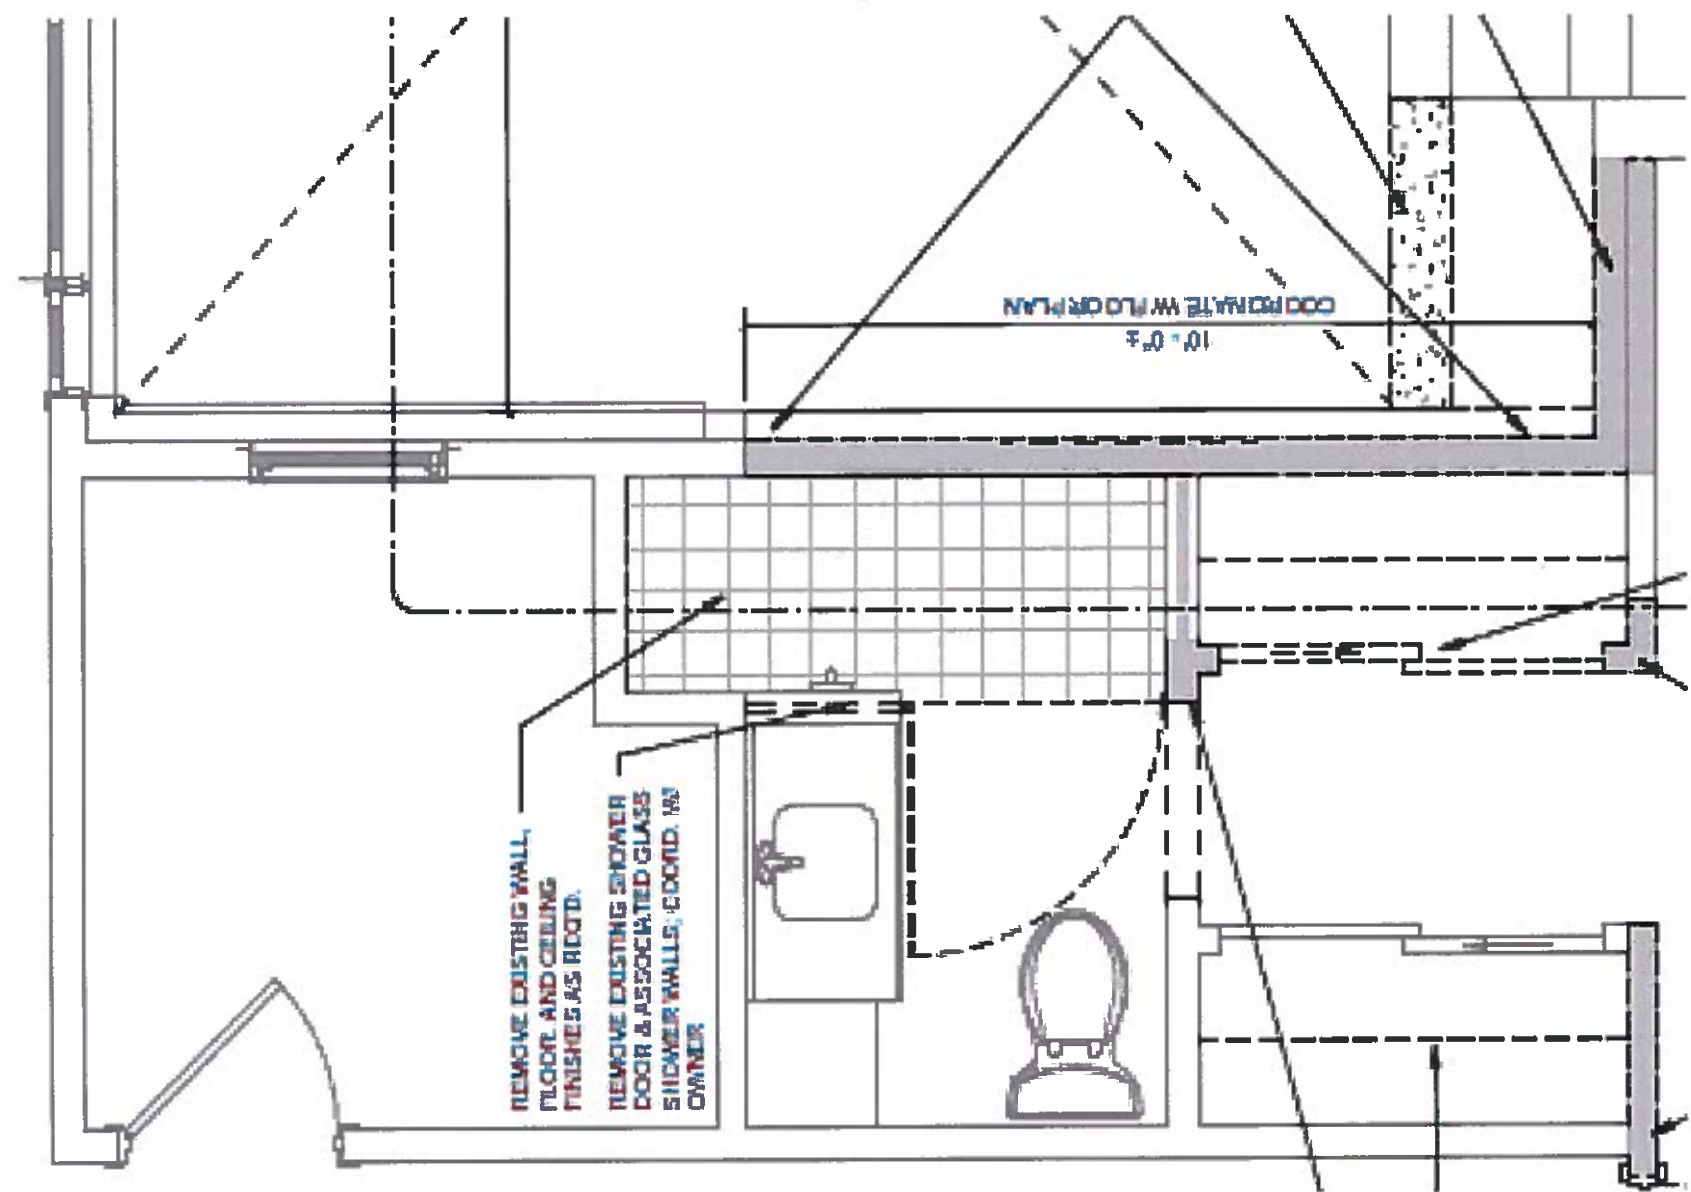 10' - 0" ±
COORDINATE W/ FLOOR PLAN
REMOVE EXISTING WALL,
FLOOR, AND CEILING
FINISHES AS REQ'D.
REMOVE EXISTING SHOWER
DOOR & ASSOCIATED GLASS
SHOWER WALLS; COORD. W/
OWNER